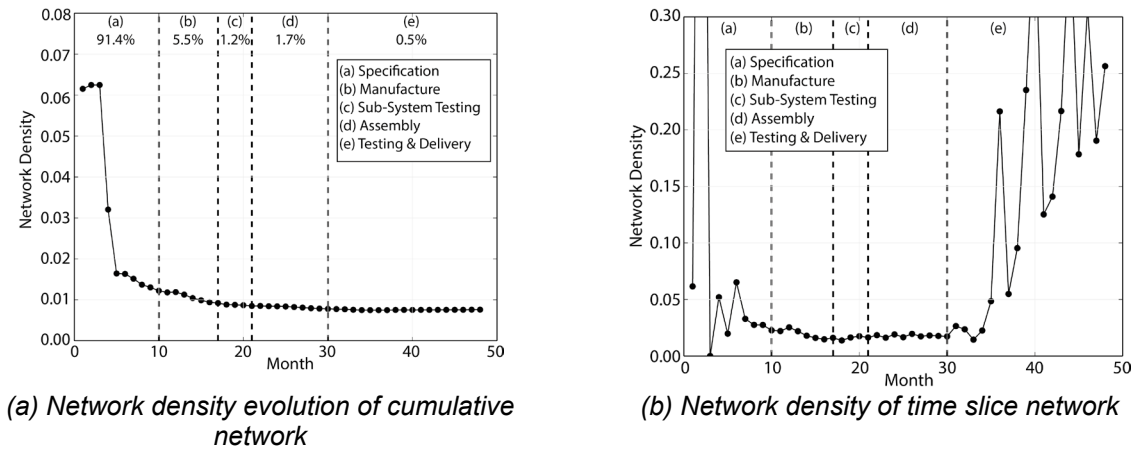 0.08
0.07
0.06
0.05
0.04
0.03
0.02
0.01
0.00
Network Density
(a) (b) (c) (d) (e)
91.4% 5.5% 1.2% 1.7% 0.5%
(a) Specification
(b) Manufacture
(c) Sub-System Testing
(d) Assembly
(e) Testing & Delivery
0 10 20 30 40 50
Month
(a) Network density evolution of cumulative
network
0.30
0.25
0.20
0.15
0.10
0.05
0.00
Network Density
(a) (b) (c) (d) (e)
(a) Specification
(b) Manufacture
(c) Sub-System Testing
(d) Assembly
(e) Testing & Delivery
0 10 20 30 40 50
Month
(b) Network density of time slice network